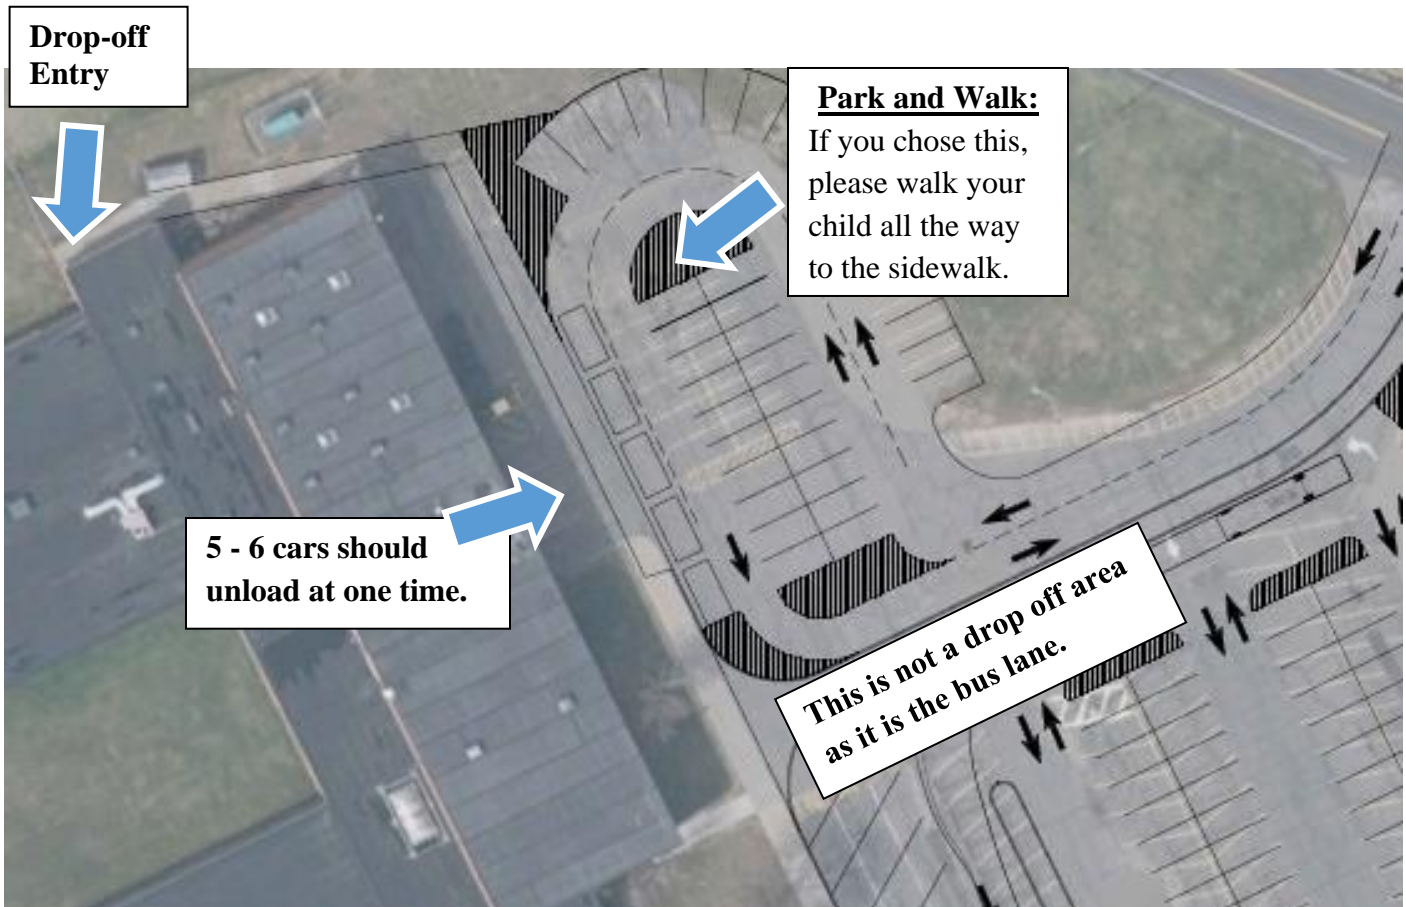 Drop-off
Entry
Park and Walk:
If you chose this,
please walk your
child all the way
to the sidewalk.
5 - 6 cars should
unload at one time.
This is not a drop off area
as it is the bus lane.